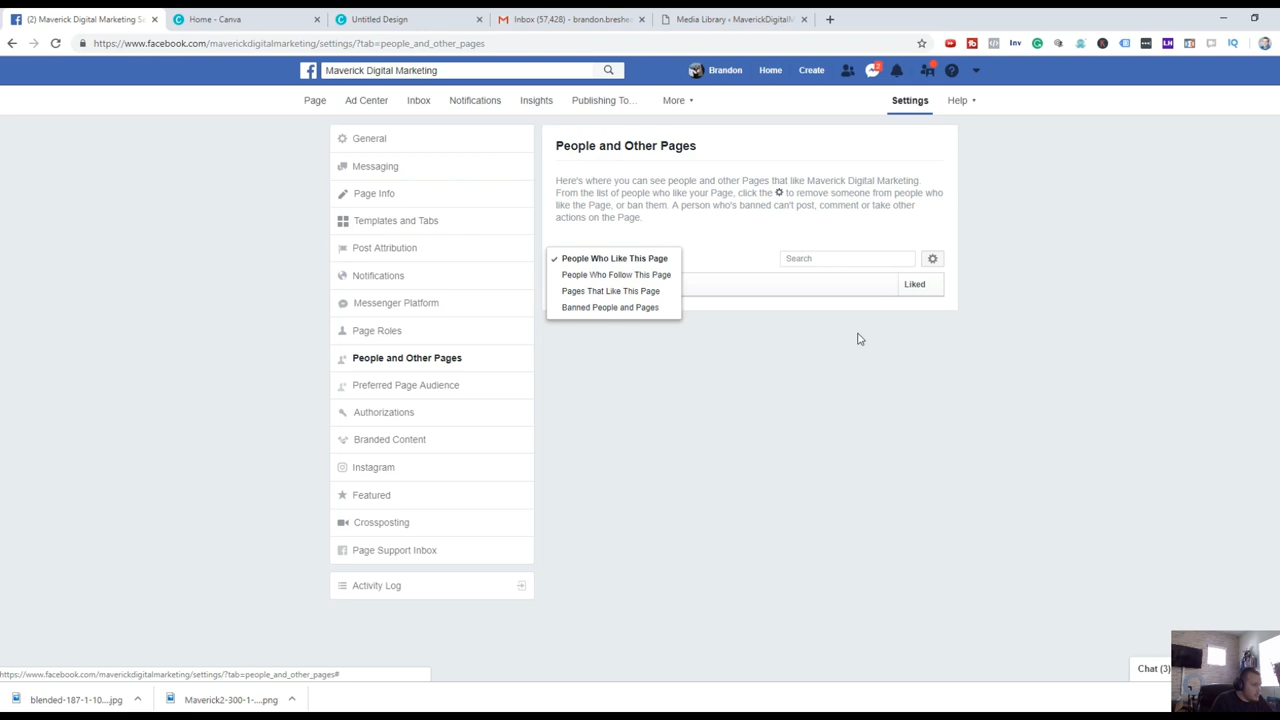 (2) Maverick Digital Marketing Se
Home - Canva
Untitled Design
Inbox (57,428) - brandon.breshea
Media Library ‹ MaverickDigitalM
https://www.facebook.com/maverickdigitalmarketing/settings/?tab=people_and_other_pages
Maverick Digital Marketing
Brandon
Home
Create
2
Page
Ad Center
Inbox
Notifications
Insights
Publishing To...
More
Settings
Help
General
Messaging
Page Info
Templates and Tabs
Post Attribution
Notifications
Messenger Platform
Page Roles
People and Other Pages
Preferred Page Audience
Authorizations
Branded Content
Instagram
Featured
Crossposting
Page Support Inbox
Activity Log
People and Other Pages
Here's where you can see people and other Pages that like Maverick Digital Marketing.
From the list of people who like your Page, click the to remove someone from people who
like the Page, or ban them. A person who's banned can't post, comment or take other
actions on the Page.
People Who Like This Page
People Who Follow This Page
Pages That Like This Page
Banned People and Pages
Search
Liked
Chat (3)
https://www.facebook.com/maverickdigitalmarketing/settings/?tab=people_and_other_pages#
blended-187-1-10....jpg
Maverick2-300-1-....png